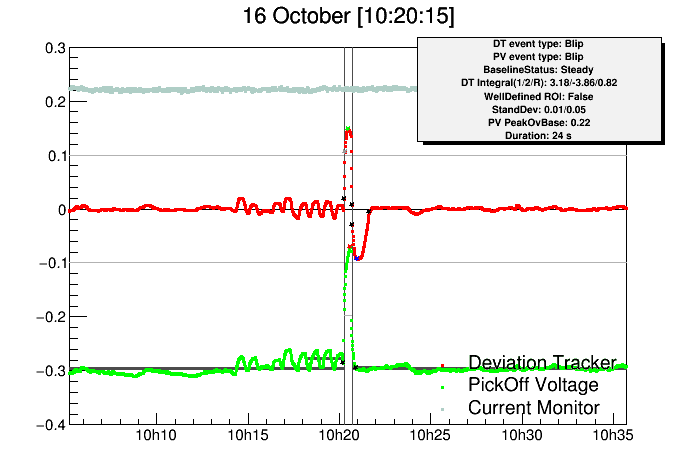 16 October [10:20:15]
DT event type: Blip
PV event type: Blip
BaselineStatus: Steady
DT Integral(1/2/R): 3.18/-3.86/0.82
WellDefined ROI: False
StandDev: 0.01/0.05
PV PeakOvBase: 0.22
Duration: 24 s
0.3
0.2
0.1
0
−0.1
−0.2
−0.3
−0.4
Deviation Tracker
PickOff Voltage
Current Monitor
10h10 10h15 10h20 10h25 10h30 10h35